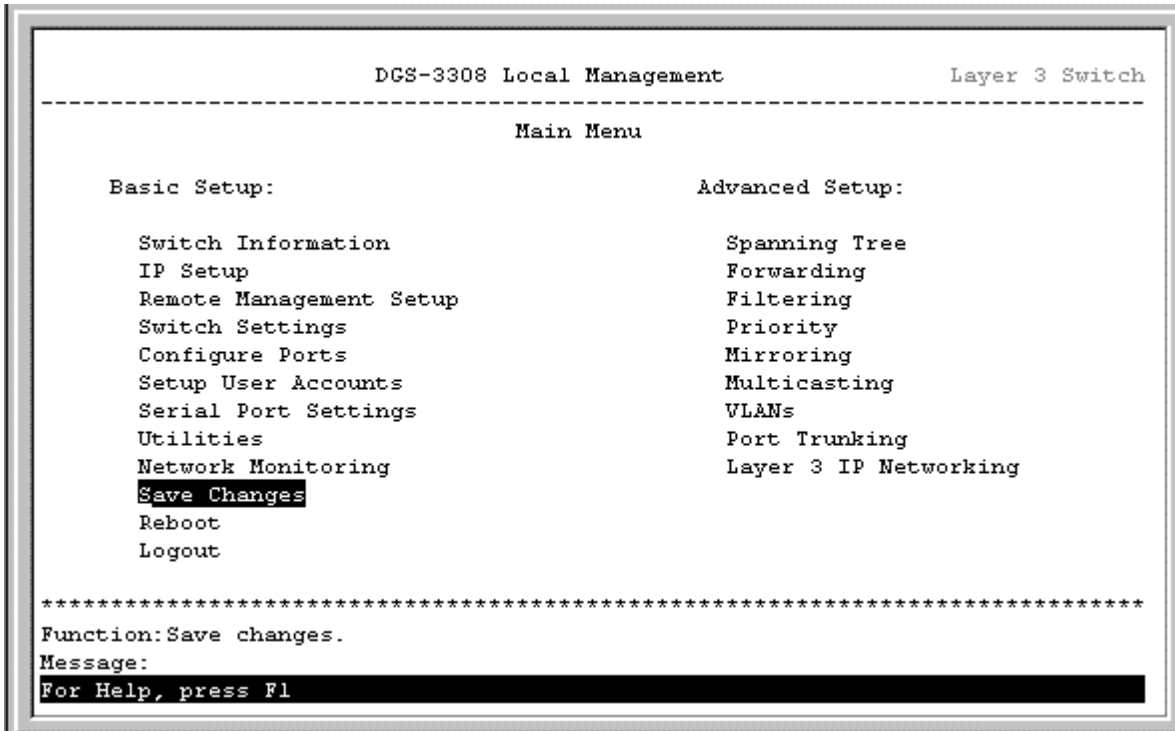 DGS-3308 Local Management Layer 3 Switch
--------------------------------------------------------------------------------
Main Menu
Basic Setup: Advanced Setup:
Switch Information Spanning Tree
IP Setup Forwarding
Remote Management Setup Filtering
Switch Settings Priority
Configure Ports Mirroring
Setup User Accounts Multicasting
Serial Port Settings VLANs
Utilities Port Trunking
Network Monitoring Layer 3 IP Networking
Save Changes
Reboot
Logout
********************************************************************************
Function:Save changes.
Message:
For Help, press F1